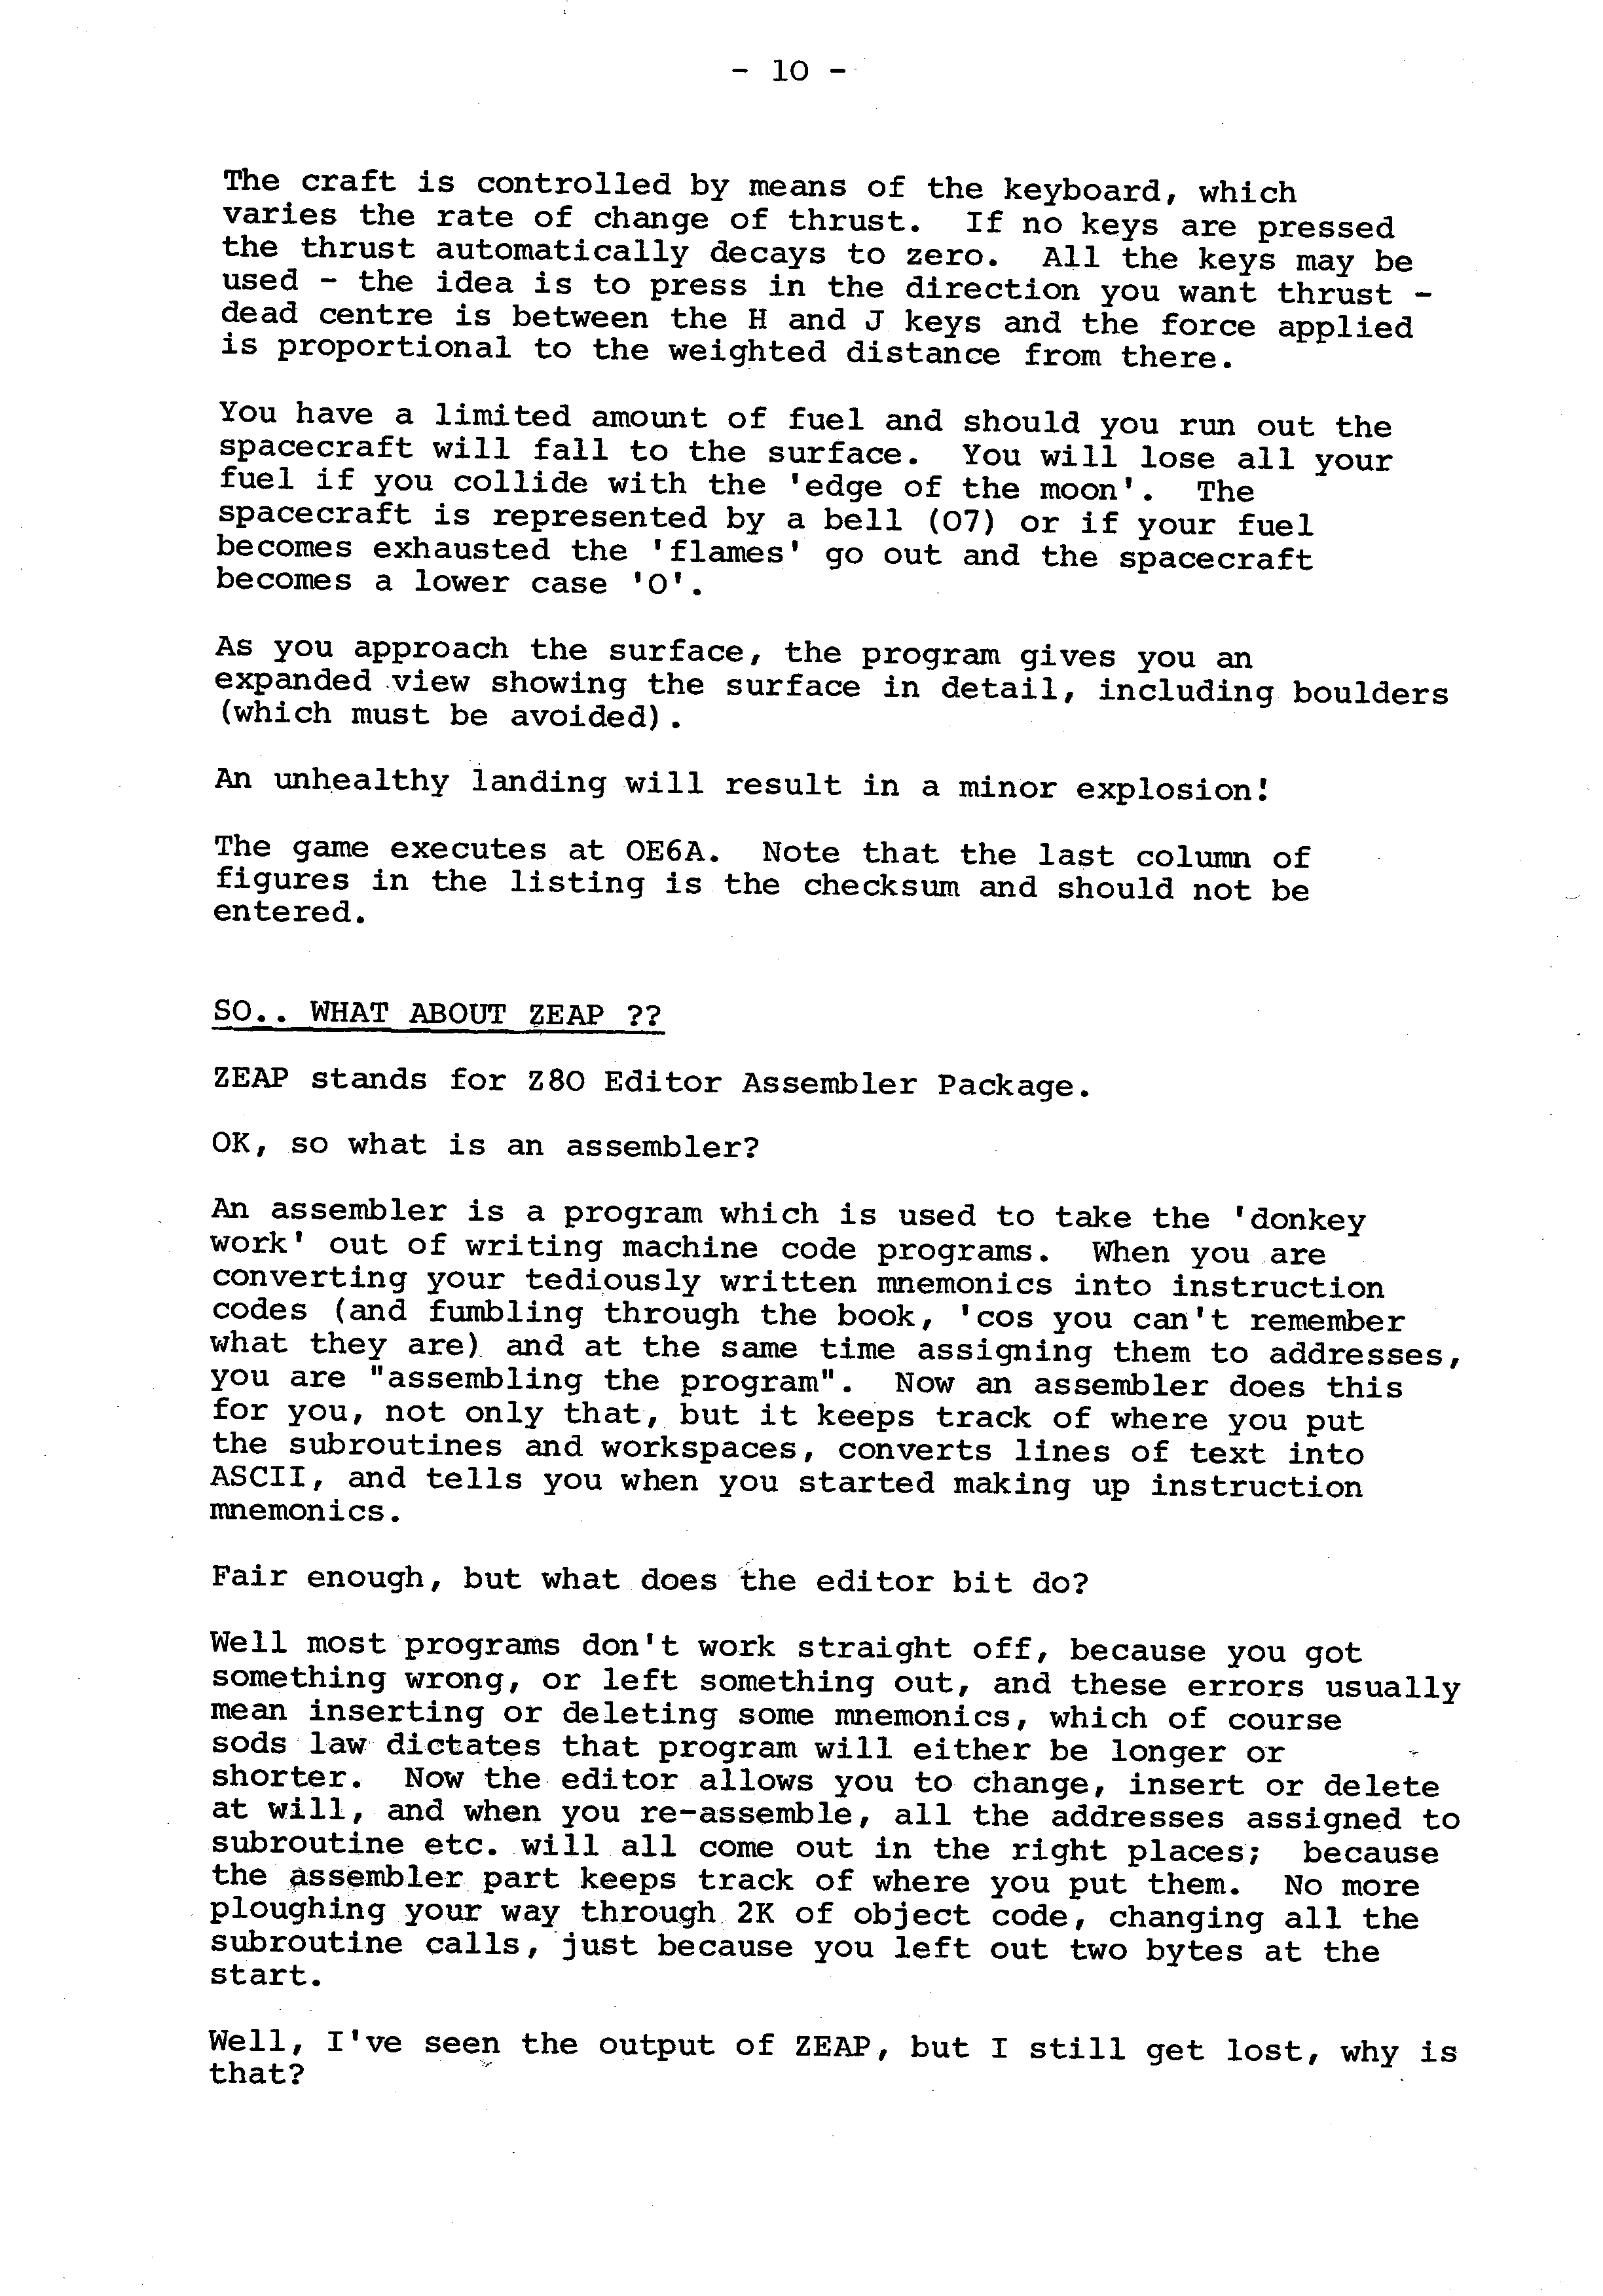 - 10 -
The craft is controlled by means of the keyboard, which
varies the rate of change of thrust.  If no keys are pressed
the thrust automatically decays to zero.  All the keys may be
used - the idea is to press in the direction you want thrust -
dead centre is between the H and J keys and the force applied
is proportional to the weighted distance from there.
You have a limited amount of fuel and should you run out the
spacecraft will fall to the surface.  You will lose all your
fuel if you collide with the 'edge of the moon'.  The
spacecraft is represented by a bell (07) or if your fuel
becomes exhausted the 'flames' go out and the spacecraft
becomes a lower case 'O'.
As you approach the surface, the program gives you an
expanded view showing the surface in detail, including boulders
(which must be avoided).
An unhealthy landing will result in a minor explosion!
The game executes at OE6A.  Note that the last column of
figures in the listing is the checksum and should not be
entered.
SO.. WHAT ABOUT ZEAP ??
ZEAP stands for Z80 Editor Assembler Package.
OK, so what is an assembler?
An assembler is a program which is used to take the 'donkey
work' out of writing machine code programs.  When you are
converting your tediously written mnemonics into instruction
codes (and fumbling through the book, 'cos you can't remember
what they are) and at the same time assigning them to addresses,
you are "assembling the program".  Now an assembler does this
for you, not only that, but it keeps track of where you put
the subroutines and workspaces, converts lines of text into
ASCII, and tells you when you started making up instruction
mnemonics.
Fair enough, but what does the editor bit do?
Well most programs don't work straight off, because you got
something wrong, or left something out, and these errors usually
mean inserting or deleting some mnemonics, which of course
sods law dictates that program will either be longer or
shorter.  Now the editor allows you to change, insert or delete
at will, and when you re-assemble, all the addresses assigned to
subroutine etc. will all come out in the right places;  because
the assembler part keeps track of where you put them.  No more
ploughing your way through 2K of object code, changing all the
subroutine calls, just because you left out two bytes at the
start.
Well, I've seen the output of ZEAP, but I still get lost, why is
that?